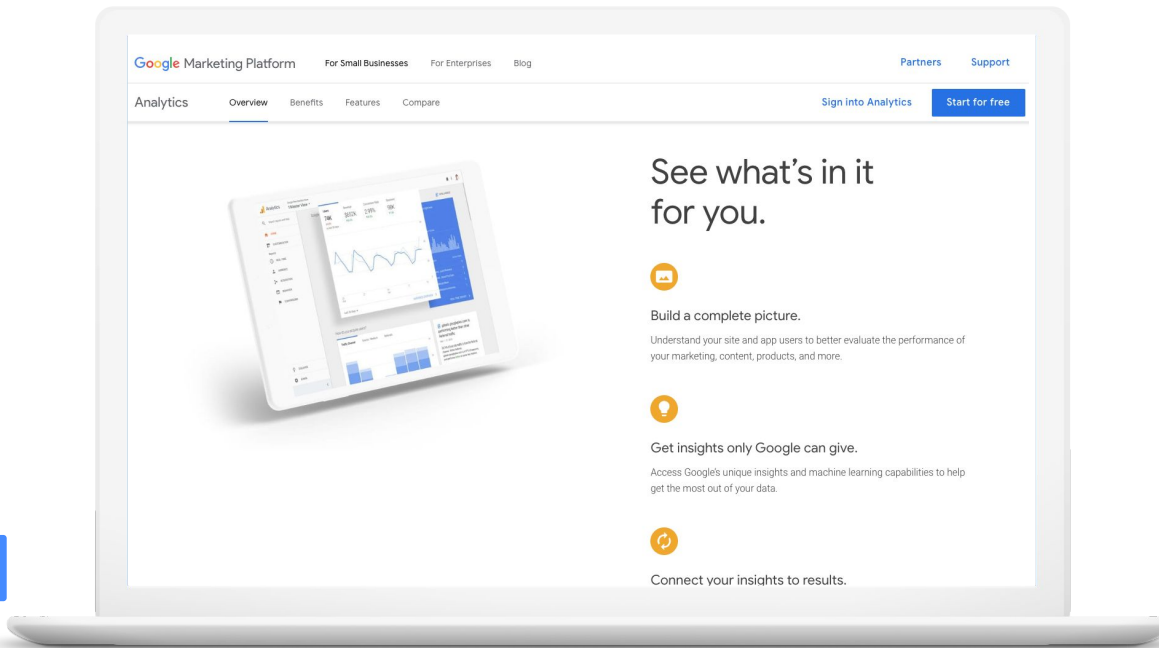 Google Marketing Platform
For Small Businesses
For Enterprises
Blog
Partners
Support
Analytics
Overview
Benefits
Features
Compare
Sign into Analytics
Start for free
See what's in it
for you.
Build a complete picture.
Understand your site and app users to better evaluate the performance of
your marketing, content, products, and more.
Get insights only Google can give.
Access Google's unique insights and machine learning capabilities to help
get the most out of your data.
Connect your insights to results.
Analytics